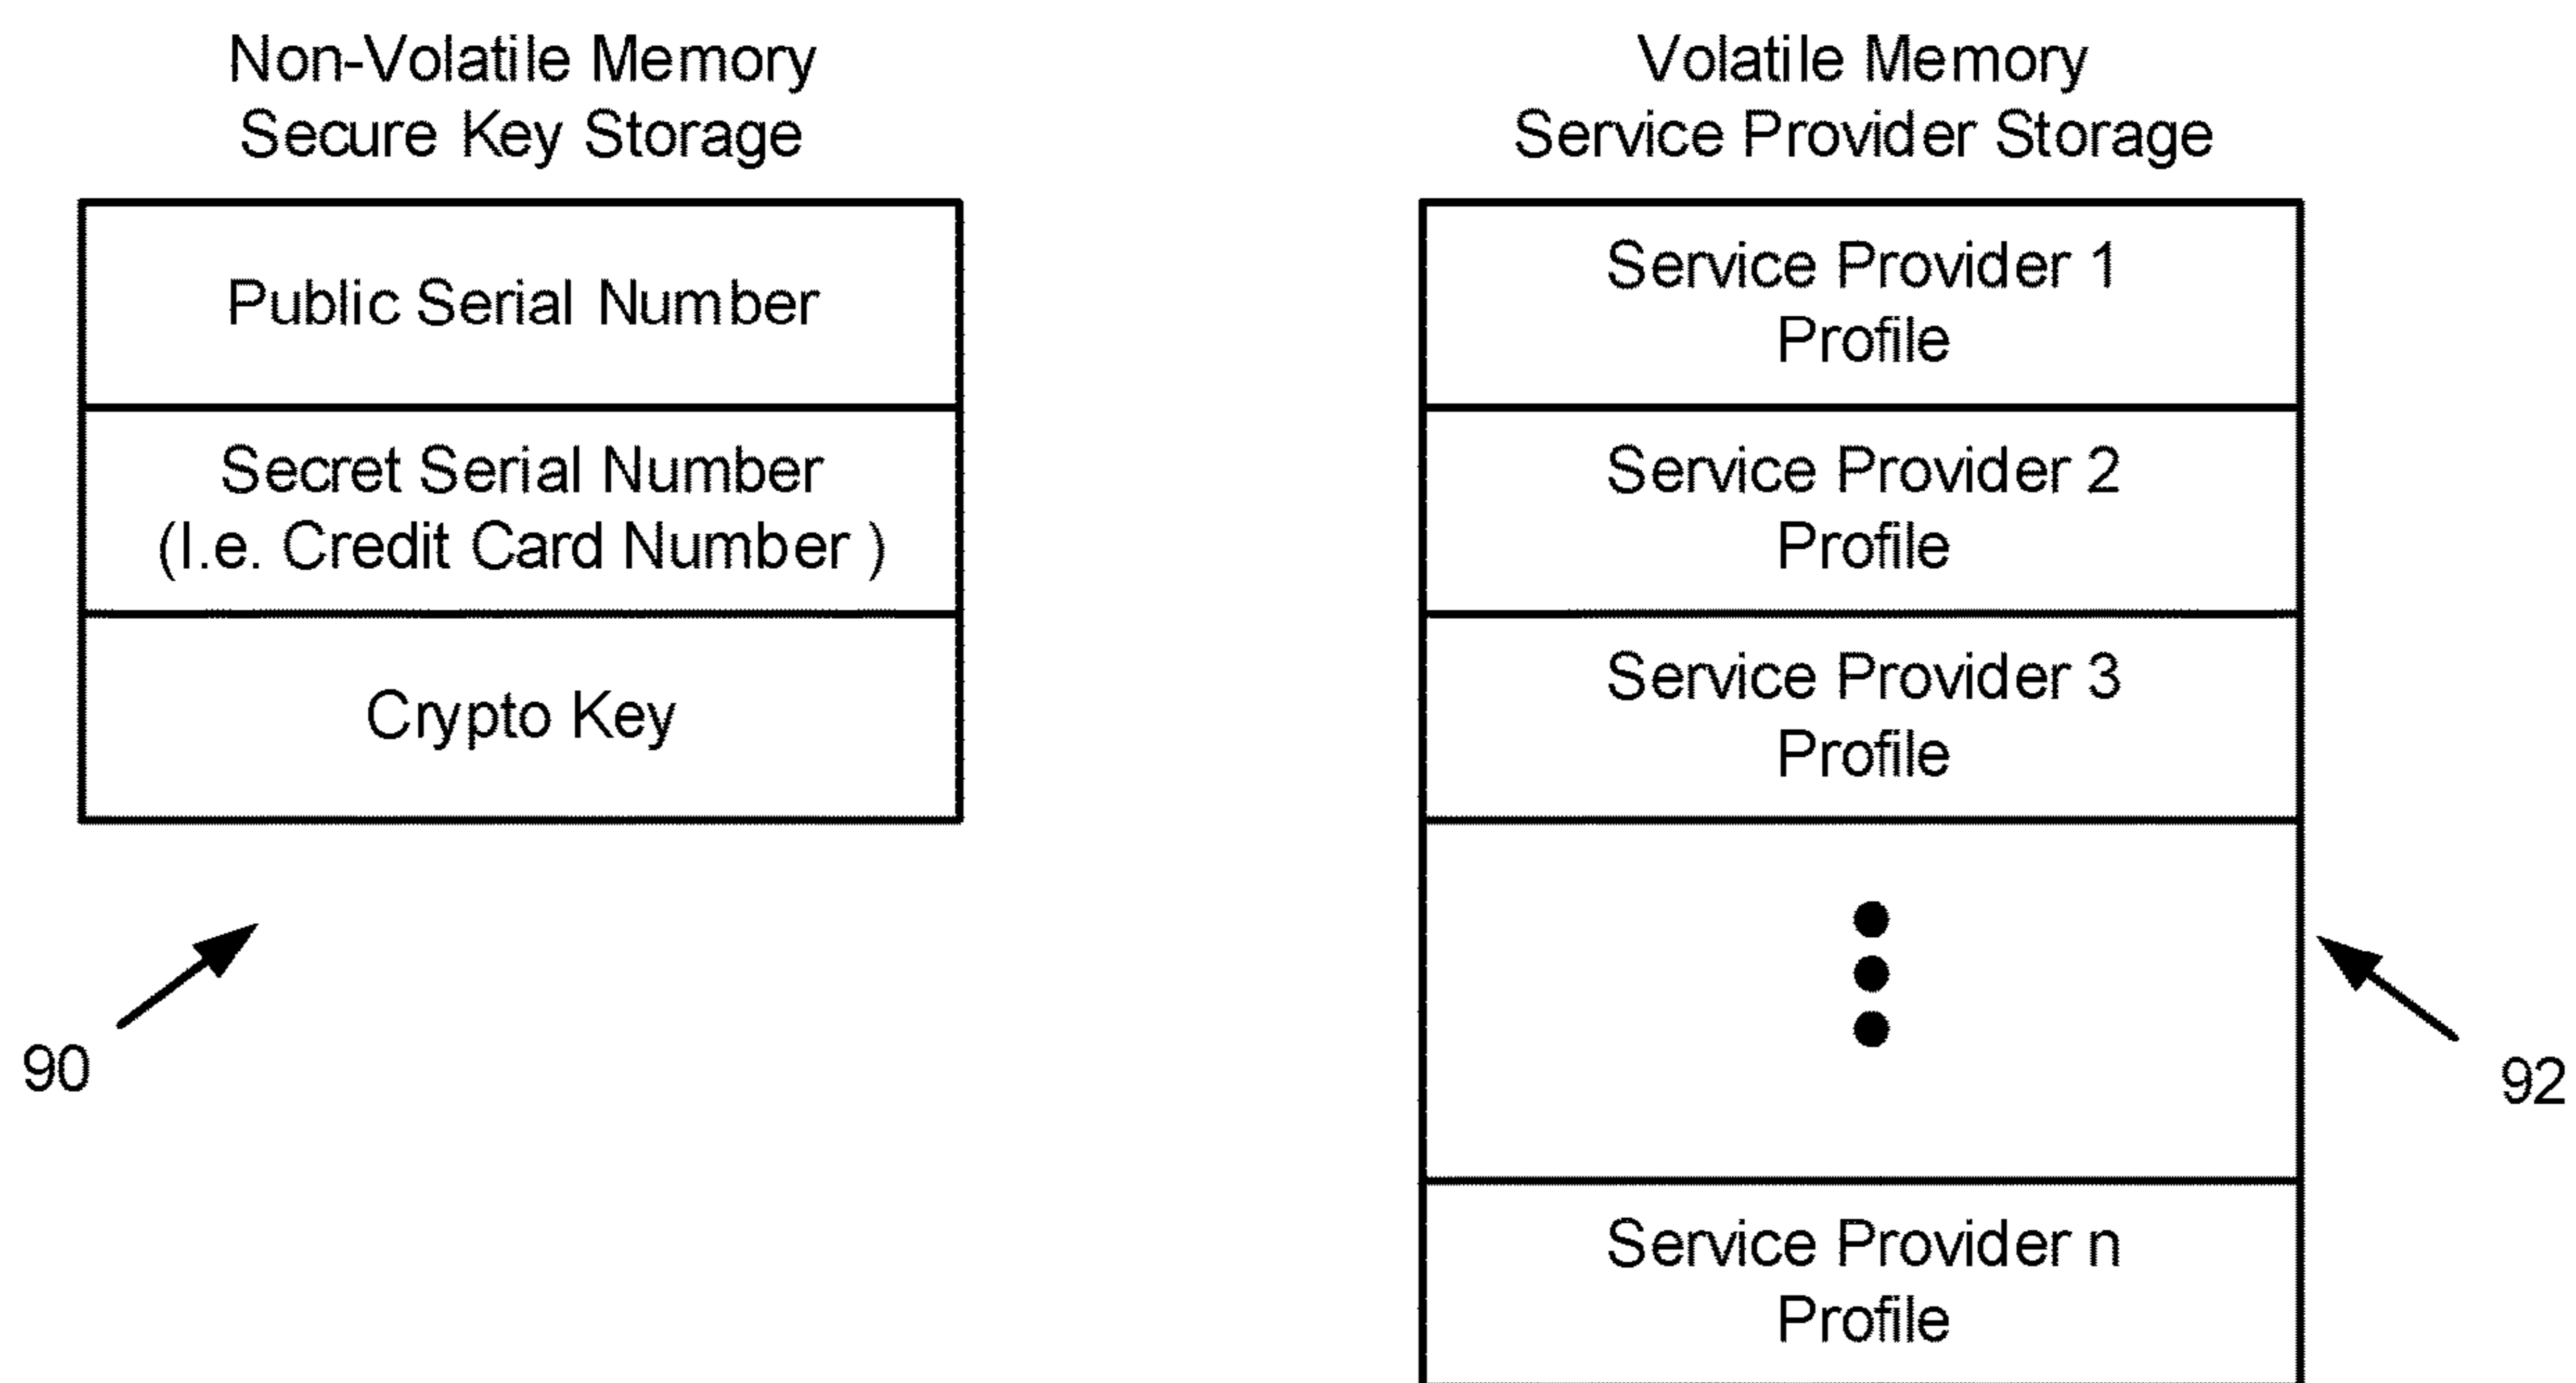 Non-Volatile Memory
Secure Key Storage
Public Serial Number
Secret Serial Number
(I.e. Credit Card Number )
Crypto Key
90
Volatile Memory
Service Provider Storage
Service Provider 1
Profile
Service Provider 2
Profile
Service Provider 3
Profile
Service Provider n
Profile
92